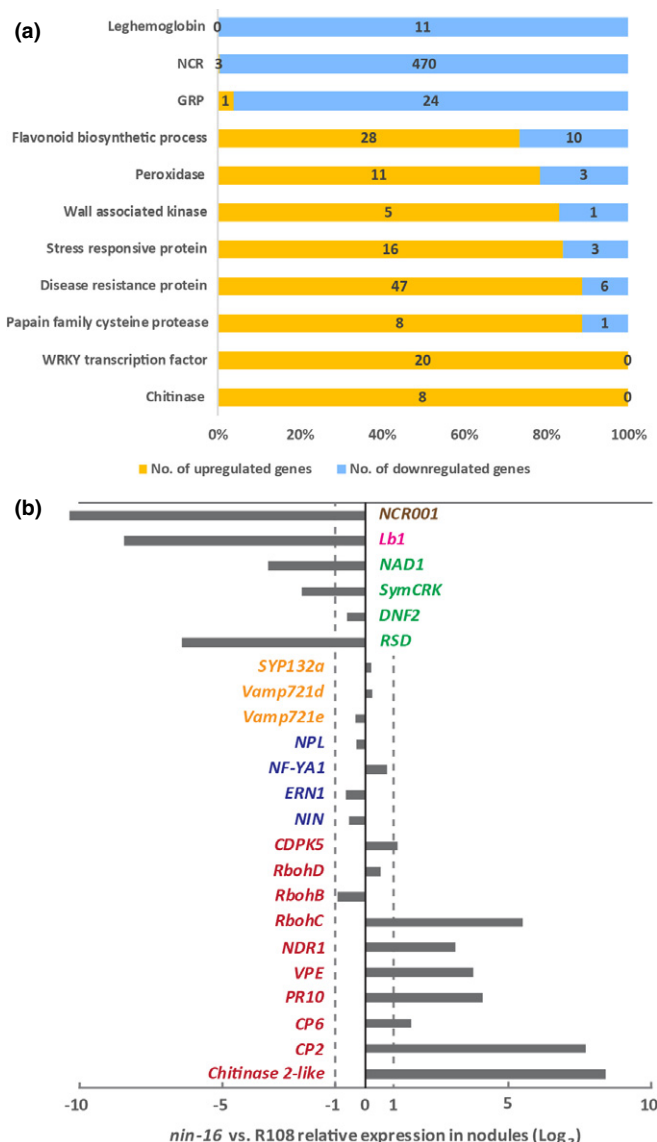 (a)
Leghemoglobin 0 11
NCR 3 470
GRP 1 24
Flavonoid biosynthetic process 28 10
Peroxidase 11 3
Wall associated kinase 5 1
Stress responsive protein 16 3
Disease resistance protein 47 6
Papain family cysteine protease 8 1
WRKY transcription factor 20 0
Chitinase 8 0
0% 20% 40% 60% 80% 100%
No. of upregulated genes No. of downregulated genes
(b)
NCR001
Lb1
NAD1
SymCRK
DNF2
RSD
SYP132a
Vamp721d
Vamp721e
NPL
NF-YA1
ERN1
NIN
CDPK5
RbohD
RbohB
RbohC
NDR1
VPE
PR10
CP6
CP2
Chitinase 2-like
-10 -5 -1 0 1 5 10
nin-16 vs. R108 relative expression in nodules (Log2)